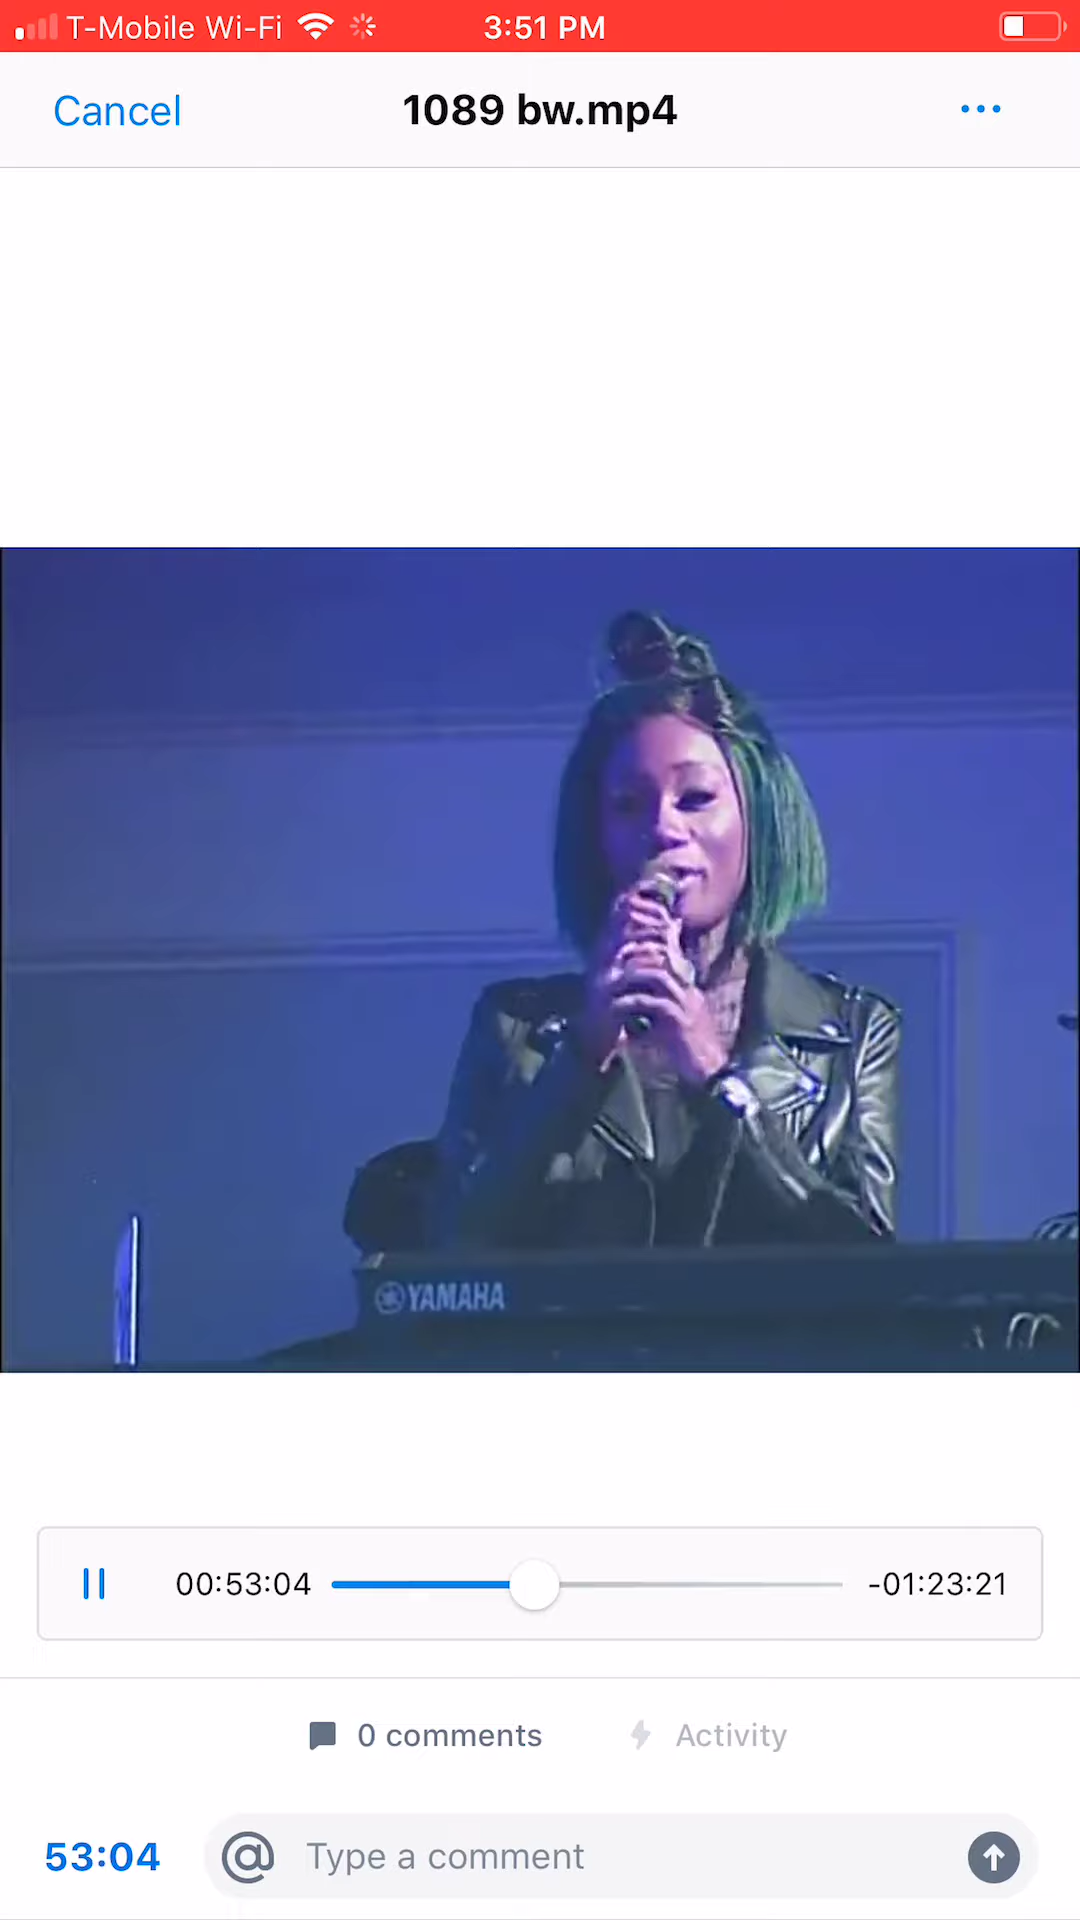 T-Mobile Wi-Fi 3:51 PM
Cancel 1089 bw.mp4 ...
YAMAHA
00:53:04 -01:23:21
0 comments Activity
53:04 @ Type a comment